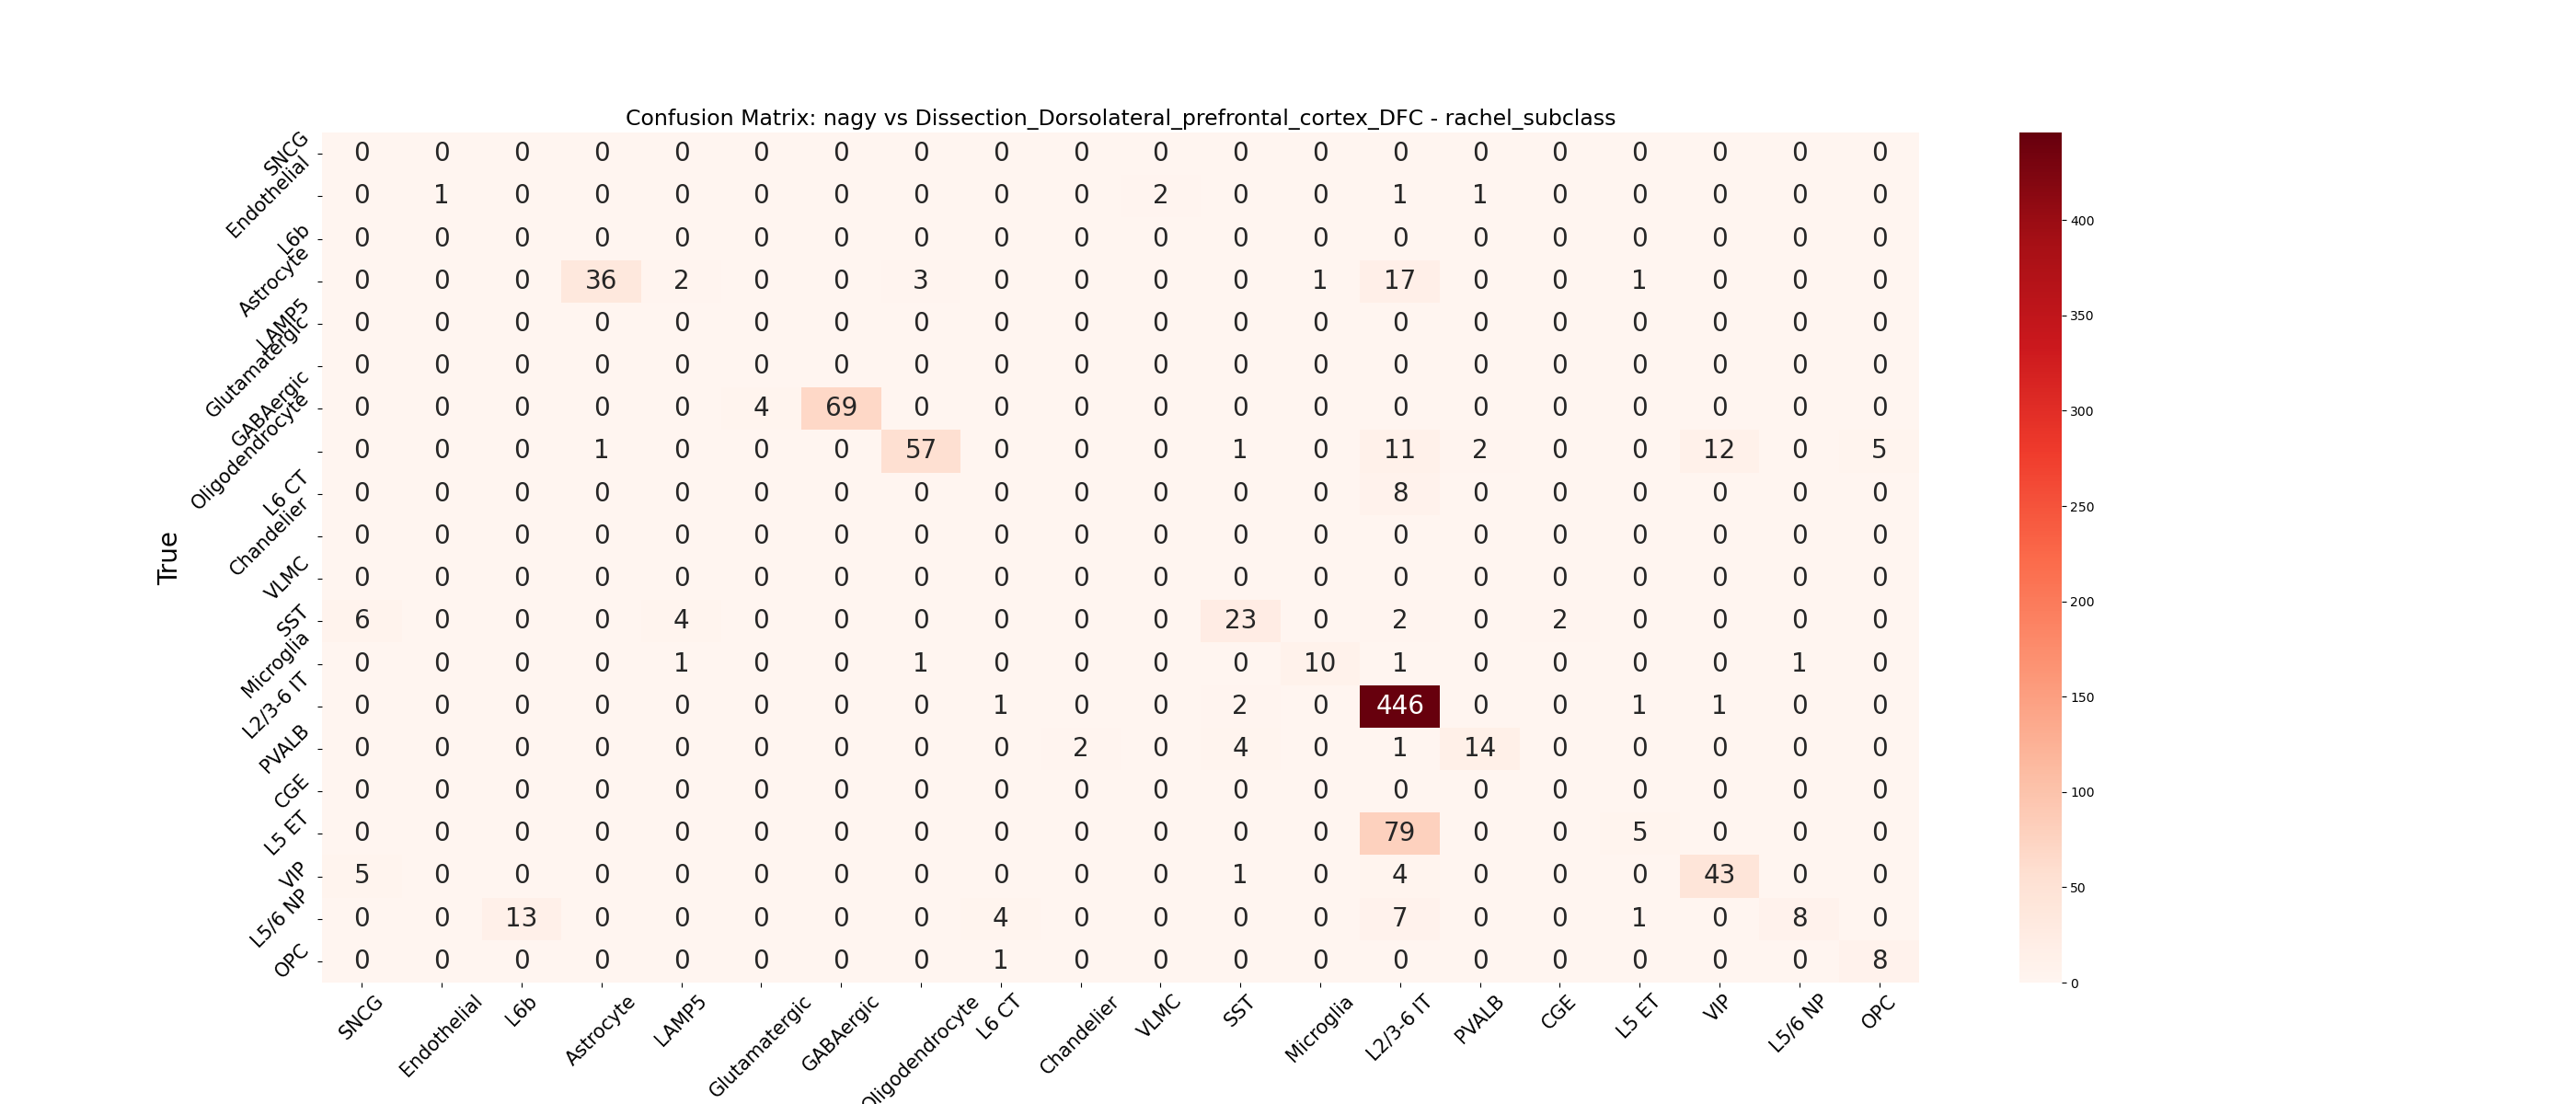 Confusion Matrix: nagy vs Dissection_Dorsolateral_prefrontal_cortex_DFC - rachel_subclass
True
SNCG 0 0 0 0 0 0 0 0 0 0 0 0 0 0 0 0 0 0 0 0
Endothelial 0 1 0 0 0 0 0 0 0 0 2 0 0 1 1 0 0 0 0 0
L6b 0 0 0 0 0 0 0 0 0 0 0 0 0 0 0 0 0 0 0 0
Astrocyte 0 0 0 36 2 0 0 3 0 0 0 0 1 17 0 0 1 0 0 0
LAMP5 0 0 0 0 0 0 0 0 0 0 0 0 0 0 0 0 0 0 0 0
Glutamatergic 0 0 0 0 0 0 0 0 0 0 0 0 0 0 0 0 0 0 0 0
GABAergic 0 0 0 0 0 4 69 0 0 0 0 0 0 0 0 0 0 0 0 0
Oligodendrocyte 0 0 0 1 0 0 0 57 0 0 0 1 0 11 2 0 0 12 0 5
L6 CT 0 0 0 0 0 0 0 0 0 0 0 0 0 8 0 0 0 0 0 0
Chandelier 0 0 0 0 0 0 0 0 0 0 0 0 0 0 0 0 0 0 0 0
VLMC 0 0 0 0 0 0 0 0 0 0 0 0 0 0 0 0 0 0 0 0
SST 6 0 0 0 4 0 0 0 0 0 0 23 0 2 0 2 0 0 0 0
Microglia 0 0 0 0 1 0 0 1 0 0 0 0 10 1 0 0 0 0 1 0
L2/3-6 IT 0 0 0 0 0 0 0 0 1 0 0 2 0 446 0 0 1 1 0 0
PVALB 0 0 0 0 0 0 0 0 0 2 0 4 0 1 14 0 0 0 0 0
CGE 0 0 0 0 0 0 0 0 0 0 0 0 0 0 0 0 0 0 0 0
L5 ET 0 0 0 0 0 0 0 0 0 0 0 0 0 79 0 0 5 0 0 0
VIP 5 0 0 0 0 0 0 0 0 0 0 1 0 4 0 0 0 43 0 0
L5/6 NP 0 0 13 0 0 0 0 0 4 0 0 0 0 7 0 0 1 0 8 0
OPC 0 0 0 0 0 0 0 0 1 0 0 0 0 0 0 0 0 0 0 8
SNCG Endothelial L6b Astrocyte LAMP5 Glutamatergic GABAergic Oligodendrocyte L6 CT Chandelier VLMC SST Microglia L2/3-6 IT PVALB CGE L5 ET VIP L5/6 NP OPC
400
350
300
250
200
150
100
50
0